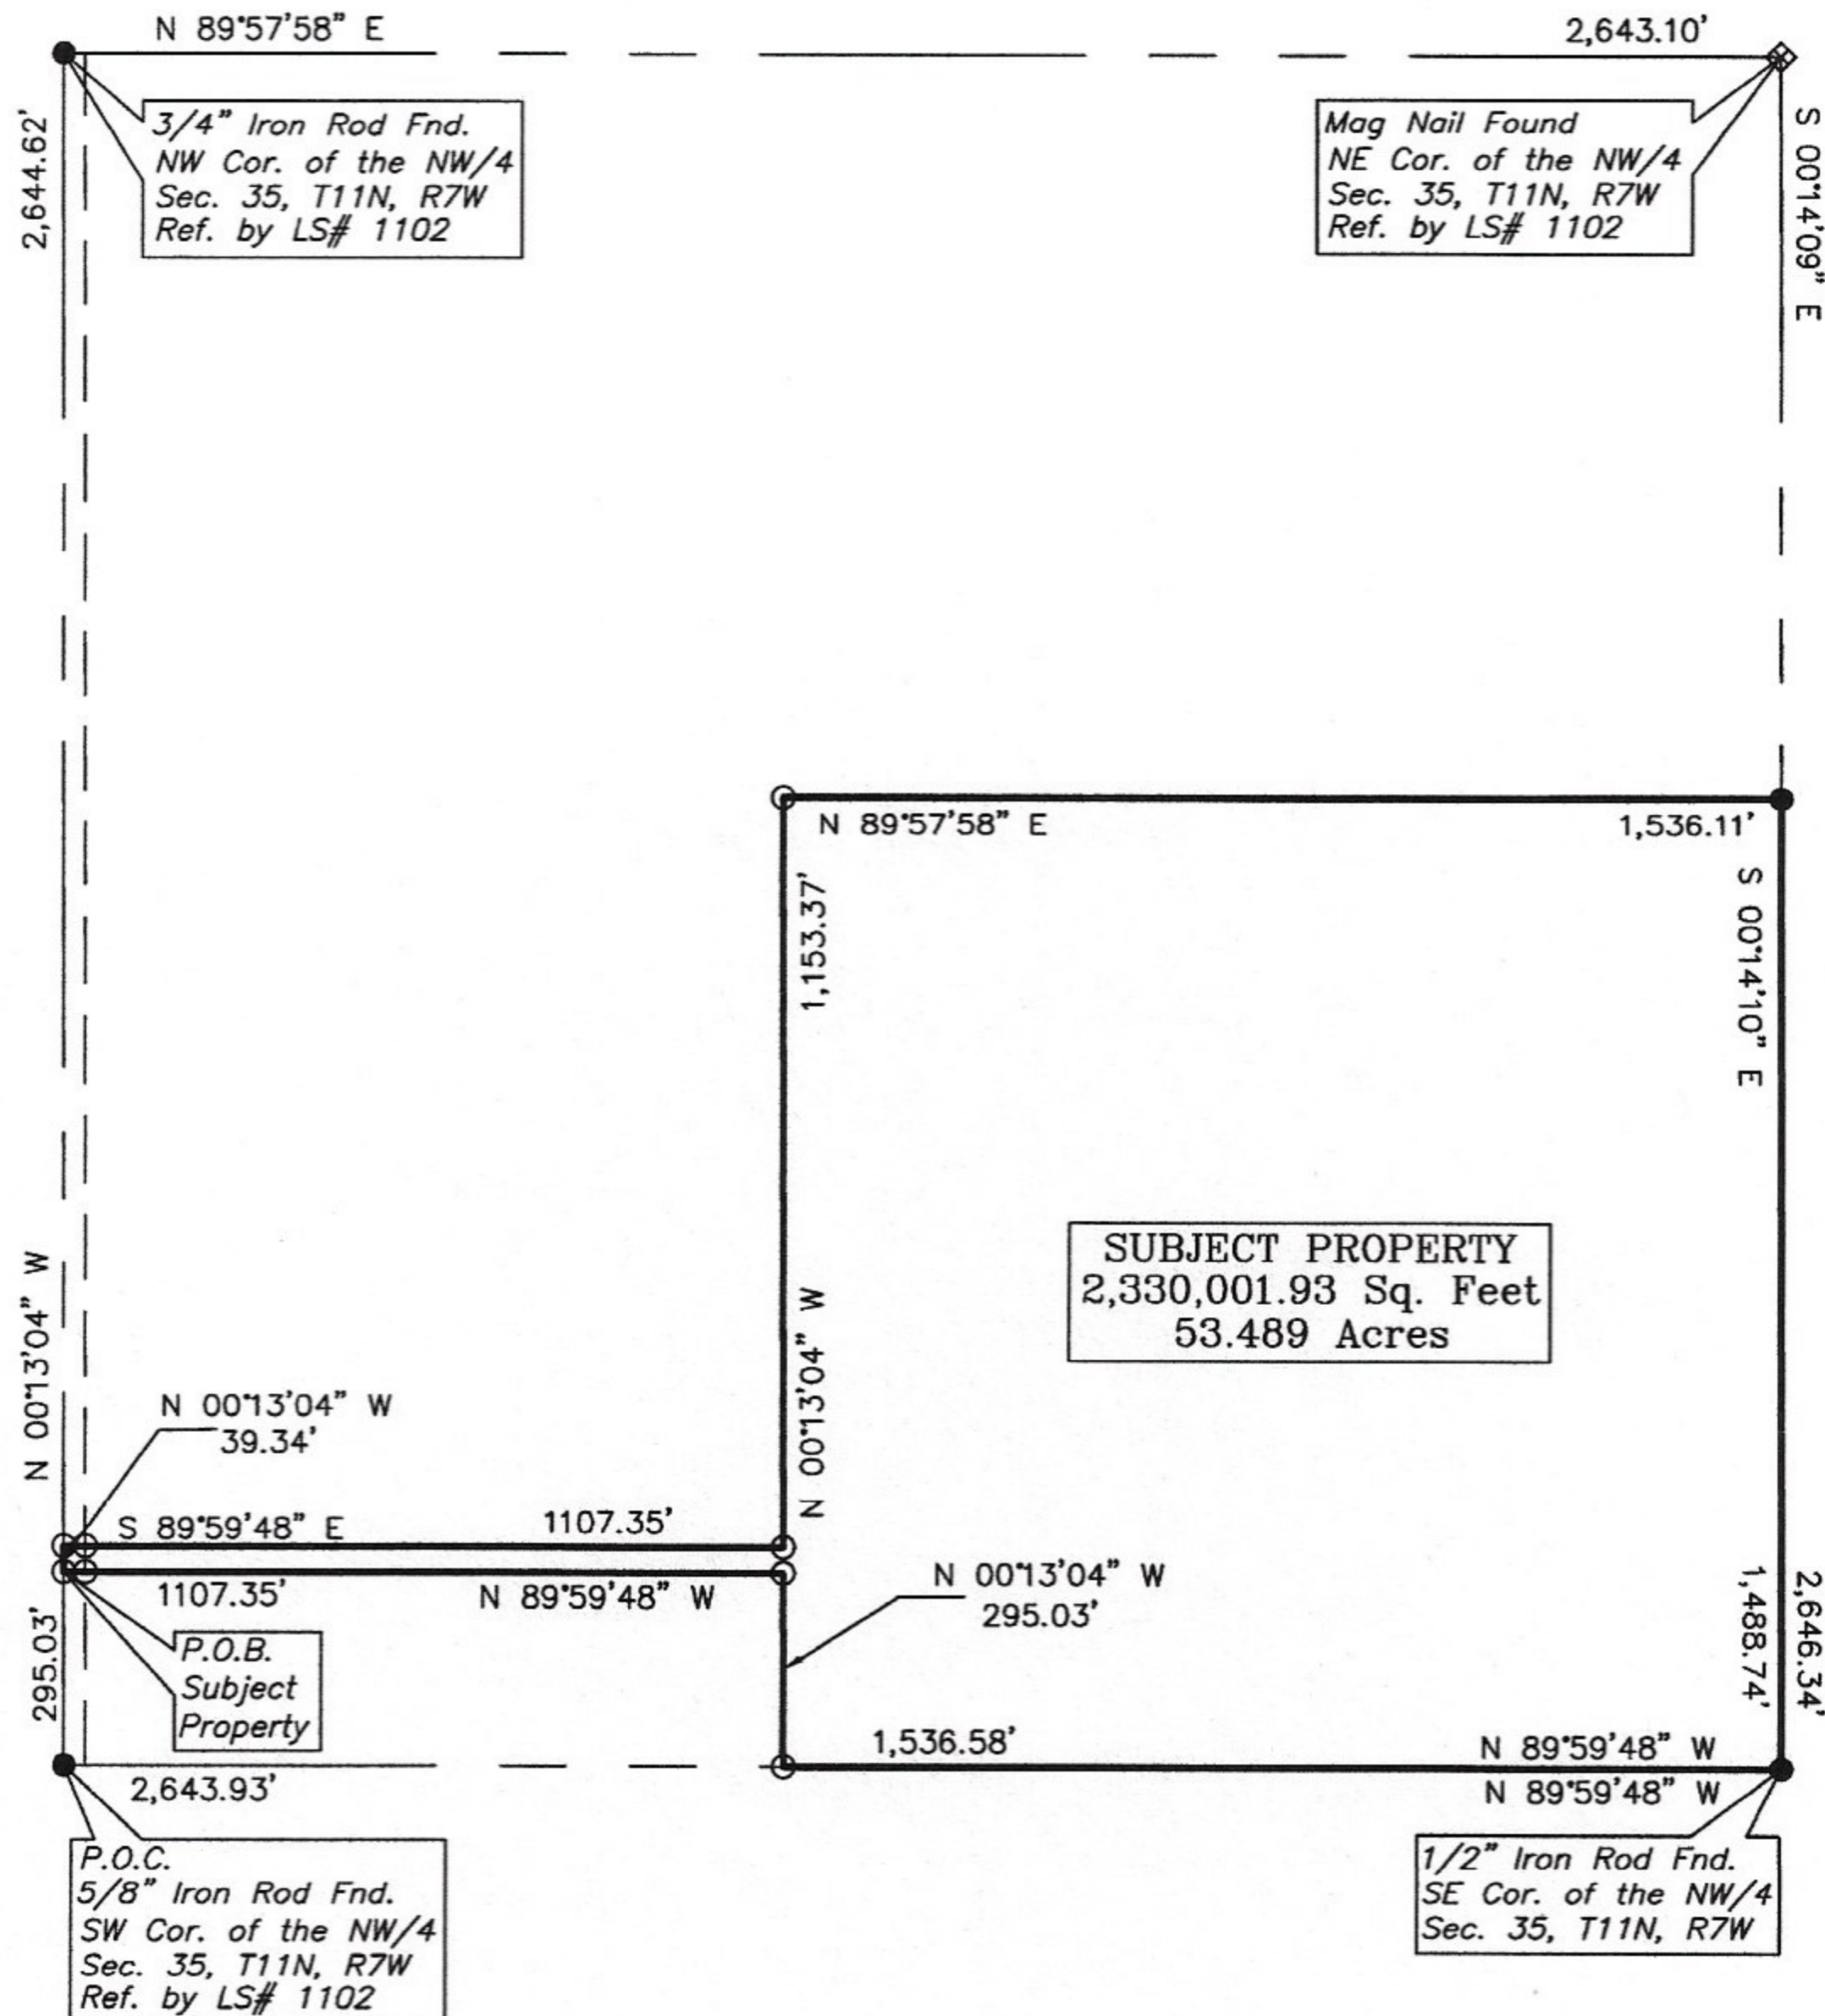 N 89°57'58" E
2,643.10'
2,644.62'
3/4" Iron Rod Fnd.
NW Cor. of the NW/4
Sec. 35, T11N, R7W
Ref. by LS# 1102
Mag Nail Found
NE Cor. of the NW/4
Sec. 35, T11N, R7W
Ref. by LS# 1102
S 00°14'09" E
N 89°57'58" E
1,536.11'
1,153.37'
S 00°14'10" E
SUBJECT PROPERTY
2,330,001.93 Sq. Feet
53.489 Acres
N 00°13'04" W
N 00°13'04" W
N 00°13'04" W
39.34'
S 89°59'48" E
1107.35'
1107.35'
N 89°59'48" W
N 00°13'04" W
295.03'
1,488.74'
2,646.34'
295.03'
P.O.B.
Subject
Property
1,536.58'
N 89°59'48" W
2,643.93'
N 89°59'48" W
P.O.C.
5/8" Iron Rod Fnd.
SW Cor. of the NW/4
Sec. 35, T11N, R7W
Ref. by LS# 1102
1/2" Iron Rod Fnd.
SE Cor. of the NW/4
Sec. 35, T11N, R7W